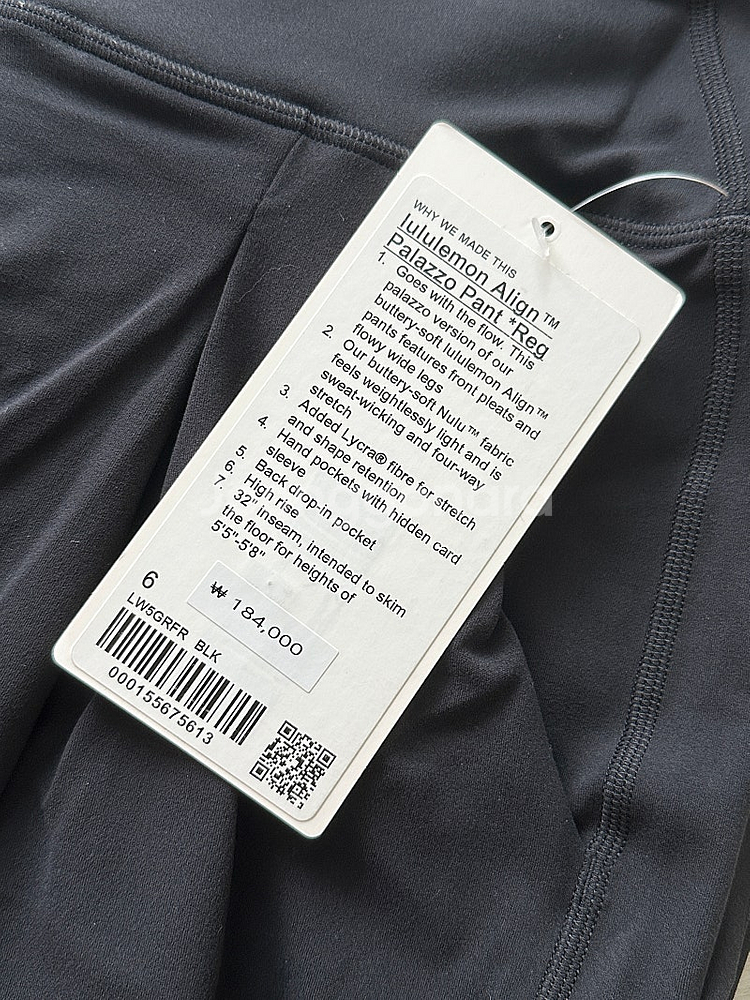 WHY WE MADE THIS
lululemon Align™
Palazzo Pant *Reg
1. Goes with the flow. This
palazzo version of our
buttery-soft lululemon Align™
pants features front pleats and
flowy wide legs
2. Our buttery-soft Nulu™ fabric
feels weightlessly light and is
sweat-wicking and four-way
stretch
3. Added Lycra® fibre for stretch
and shape retention
4. Hand pockets with hidden card
sleeve
5. Back drop-in pocket
6. High rise
7. 32" inseam, intended to skim
the floor for heights of
5'5"-5'8"
6
₩ 184,000
LW5GRFR BLK
000155675613